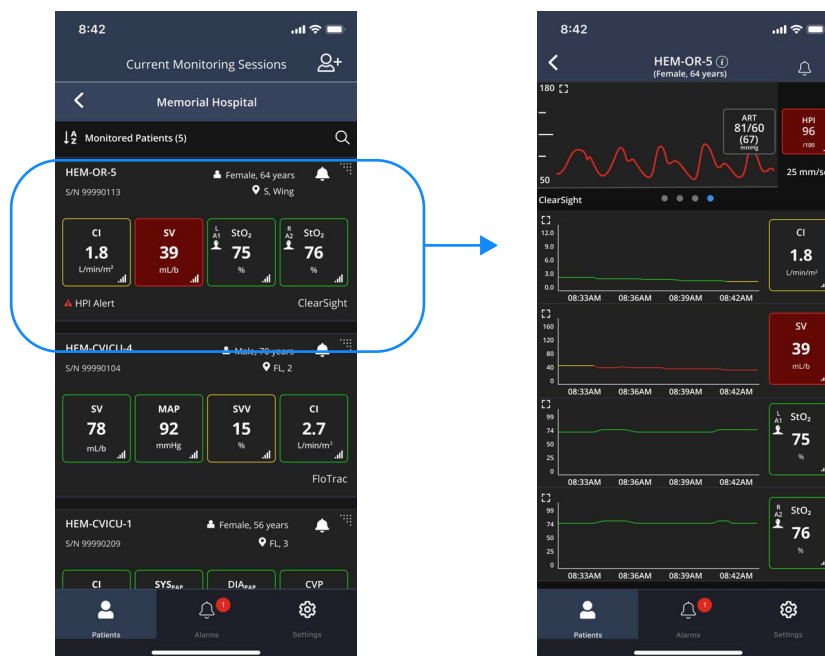 8:42
Current Monitoring Sessions
Memorial Hospital
A Z Monitored Patients (5)
HEM-OR-5 Female, 64 years
S/N 99990113 S, Wing
CI SV L A1 StO₂ R A2 StO₂
1.8 39 75 76
L/min/m² mL/b % %
HPI Alert ClearSight
HEM-CVICU-4 Male, 70 years
S/N 99990104 FL, 2
SV MAP SVV CI
78 92 15 2.7
mL/b mmHg % L/min/m²
FloTrac
HEM-CVICU-1 Female, 56 years
S/N 99990209 FL, 3
CI SYSPAP DIAPAP CVP
1
Patients Alarms Settings
8:42
HEM-OR-5 i
(Female, 64 years)
180
50
ART
81/60
(67)
mmHg
HPI
96
/100
ClearSight
12.0
9.0
6.0
3.0
0.0
08:33AM 08:36AM 08:39AM 08:42AM
CI
1.8
L/min/m²
160
120
80
40
0
08:33AM 08:36AM 08:39AM 08:42AM
SV
39
mL/b
99
74
50
25
0
08:33AM 08:36AM 08:39AM 08:42AM
L A1 StO₂
75
%
99
74
50
25
0
08:33AM 08:36AM 08:39AM 08:42AM
R A2 StO₂
76
%
1
Patients Alarms Settings